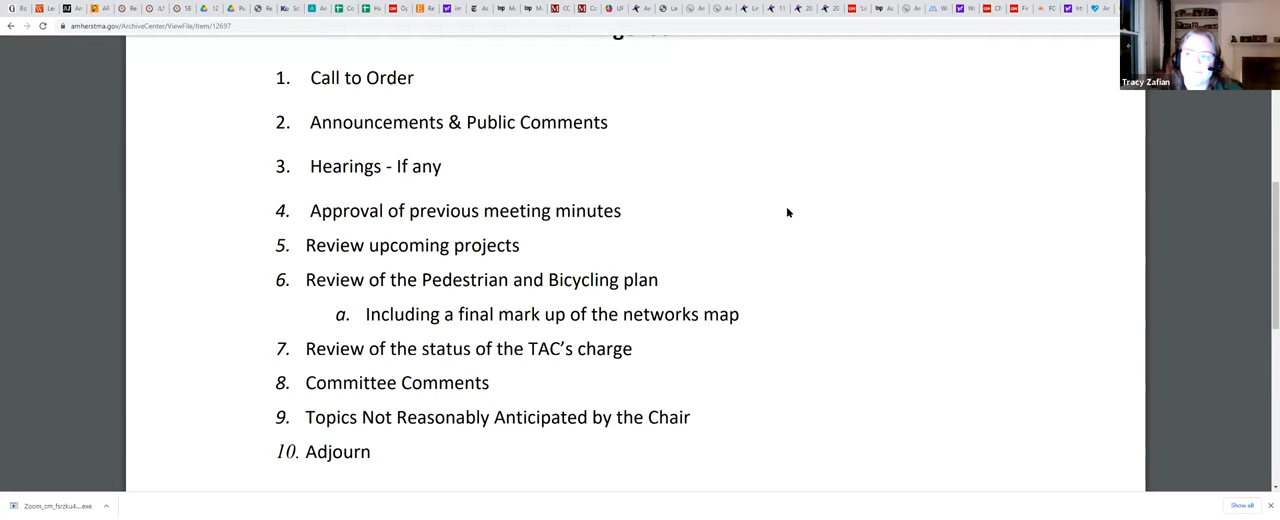 amherstma.gov/ArchiveCenter/ViewFile/Item/12697
Tracy Zafian
1. Call to Order
2. Announcements & Public Comments
3. Hearings - If any
4. Approval of previous meeting minutes
5. Review upcoming projects
6. Review of the Pedestrian and Bicycling plan
a. Including a final mark up of the networks map
7. Review of the status of the TAC’s charge
8. Committee Comments
9. Topics Not Reasonably Anticipated by the Chair
10. Adjourn
Zoom_cm_fsrzku4....exe
Show all